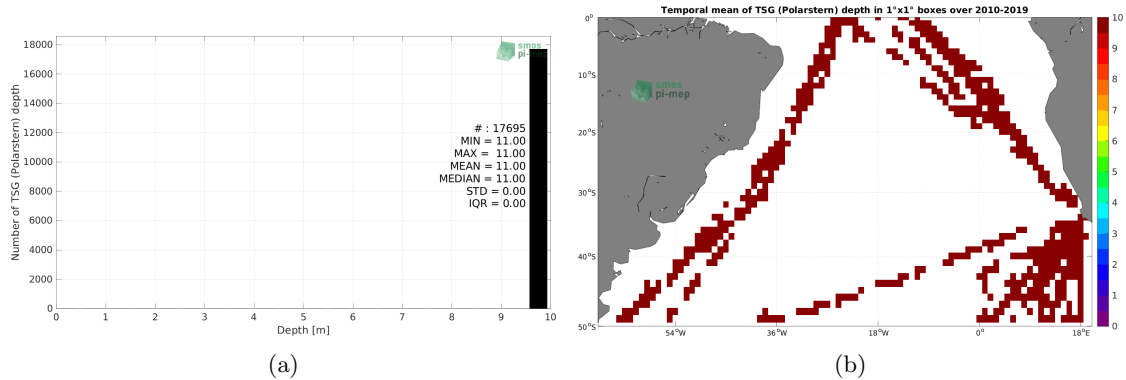 18000
16000
14000
12000
10000
8000
6000
4000
2000
0
Number of TSG (Polarstern) depth
smos
pi-mep
# : 17695
MIN = 11.00
MAX = 11.00
MEAN = 11.00
MEDIAN = 11.00
STD = 0.00
IQR = 0.00
0 1 2 3 4 5 6 7 8 9 10
Depth [m]
(a)
Temporal mean of TSG (Polarstern) depth in 1°x1° boxes over 2010-2019
0°
10°S
20°S
30°S
40°S
50°S
smos
pi-mep
54°W 36°W 18°W 0° 18°E
10
9
8
7
6
5
4
3
2
1
0
(b)